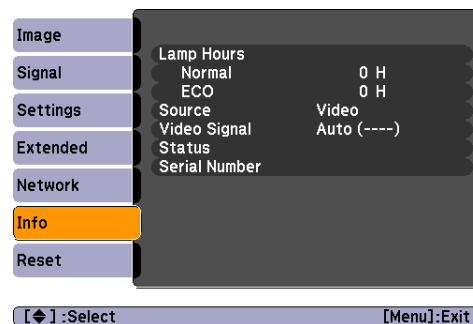 Image
Signal
Settings
Extended
Network
Info
Reset
Lamp Hours
Normal 0 H
ECO 0 H
Source Video
Video Signal Auto (----)
Status
Serial Number
[◆] :Select [Menu]:Exit